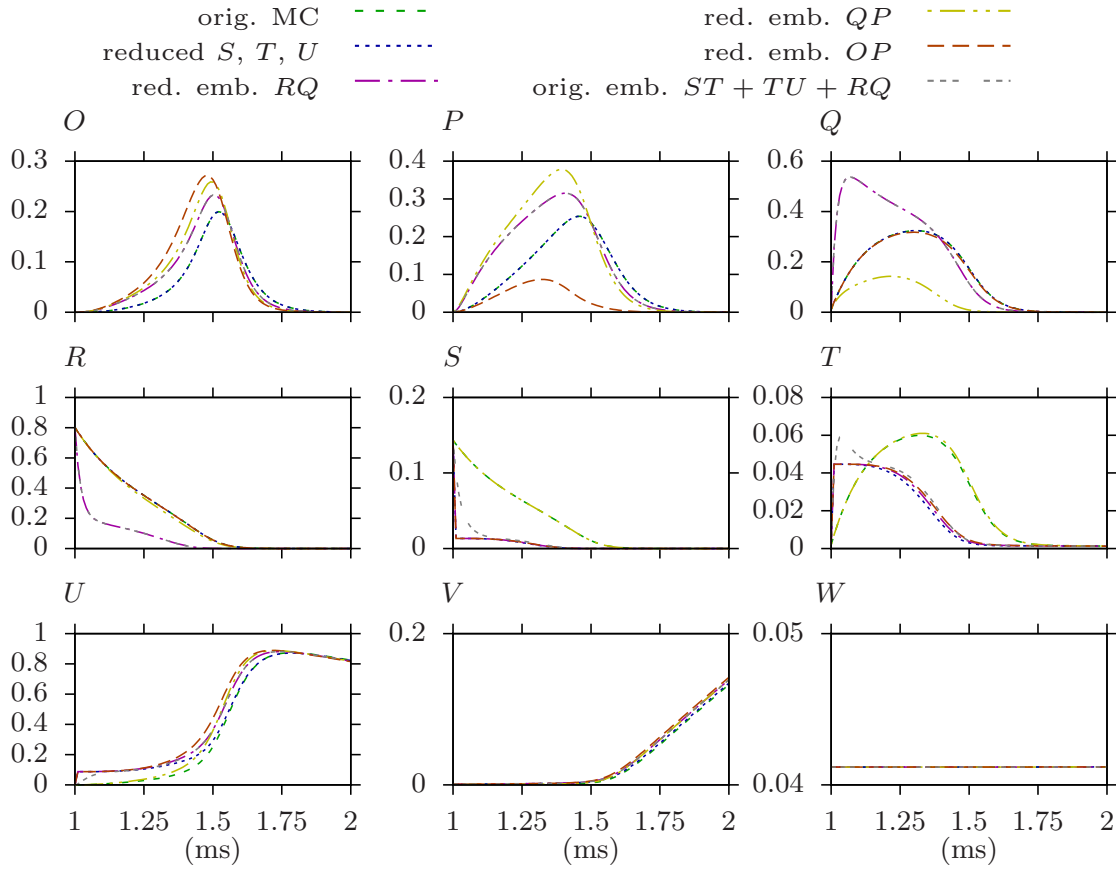 orig. MC
reduced S, T, U
red. emb. RQ
red. emb. QP
red. emb. OP
orig. emb. ST + TU + RQ
O
0.3
0.2
0.1
0
P
0.4
0.3
0.2
0.1
0
Q
0.6
0.4
0.2
0
R
1
0.8
0.6
0.4
0.2
0
S
0.2
0.1
0
T
0.08
0.06
0.04
0.02
0
U
1
0.8
0.6
0.4
0.2
0
1 1.25 1.5 1.75 2
(ms)
V
0.2
0
1 1.25 1.5 1.75 2
(ms)
W
0.05
0.04
1 1.25 1.5 1.75 2
(ms)